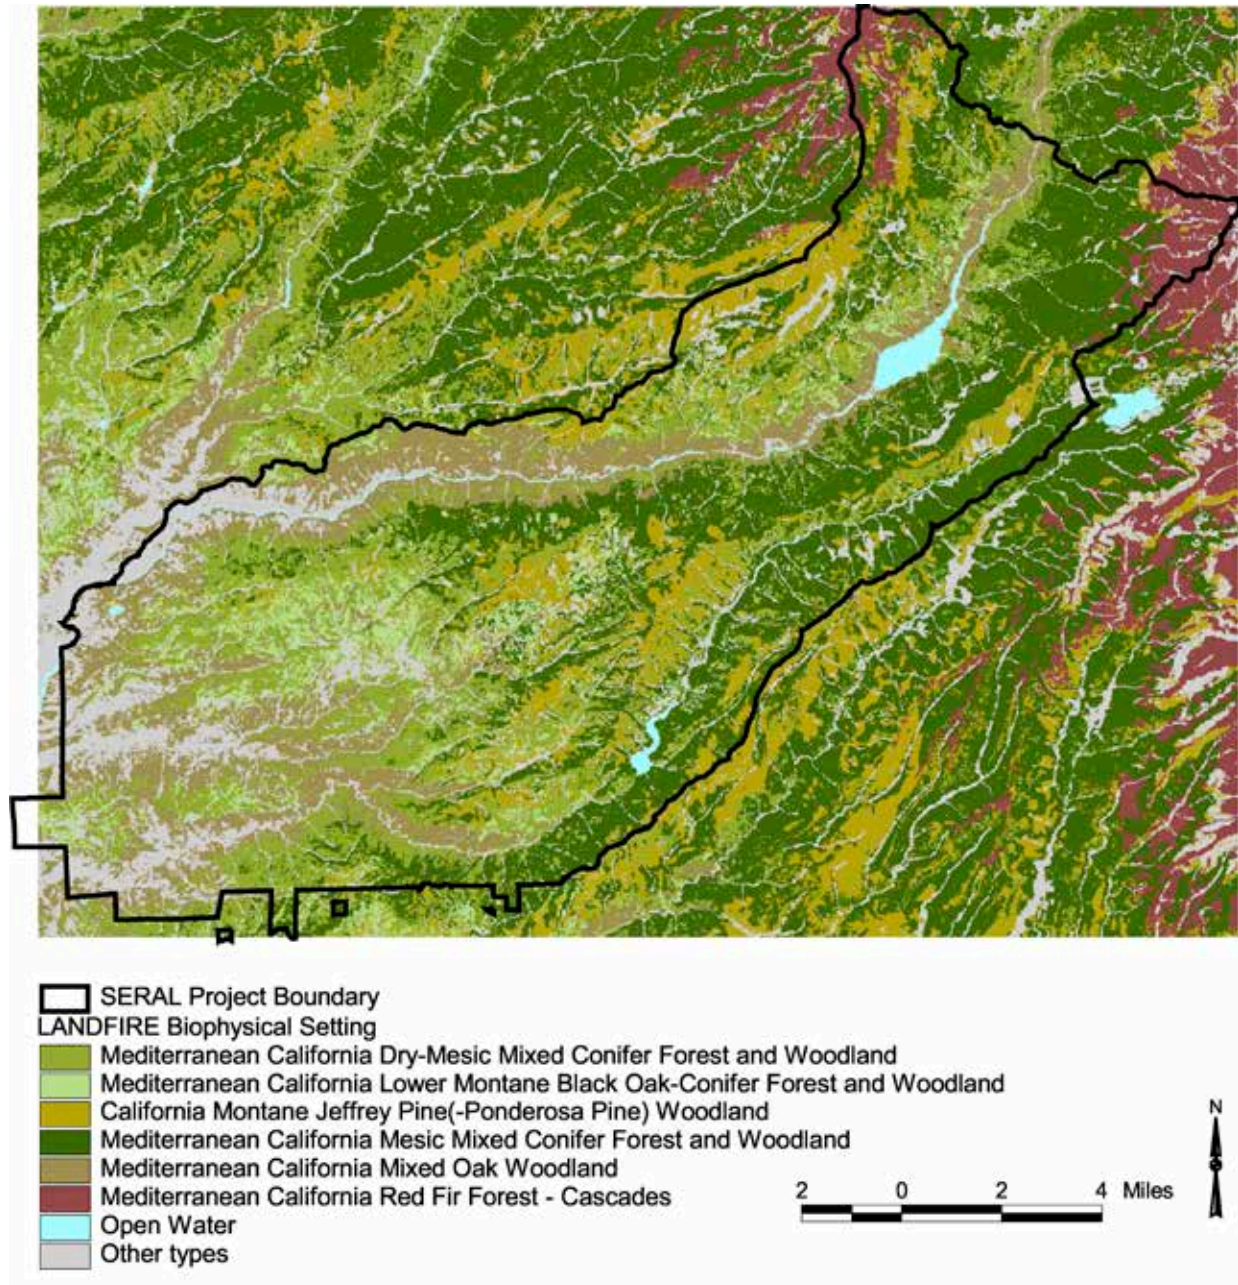 SERAL Project Boundary
LANDFIRE Biophysical Setting
Mediterranean California Dry-Mesic Mixed Conifer Forest and Woodland
Mediterranean California Lower Montane Black Oak-Conifer Forest and Woodland
California Montane Jeffrey Pine(-Ponderosa Pine) Woodland
Mediterranean California Mesic Mixed Conifer Forest and Woodland
Mediterranean California Mixed Oak Woodland
Mediterranean California Red Fir Forest - Cascades
Open Water
Other types
2 0 2 4 Miles
N